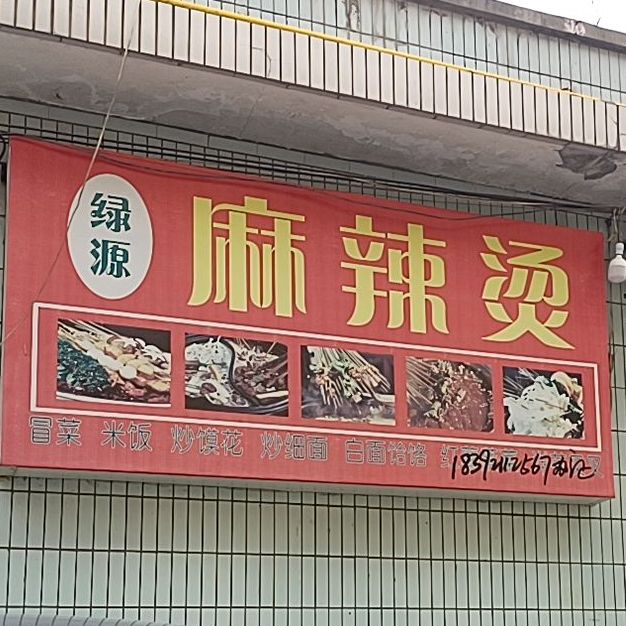 绿源
麻辣烫
冒菜 米饭 炒馍花 炒细面 白面饸饹